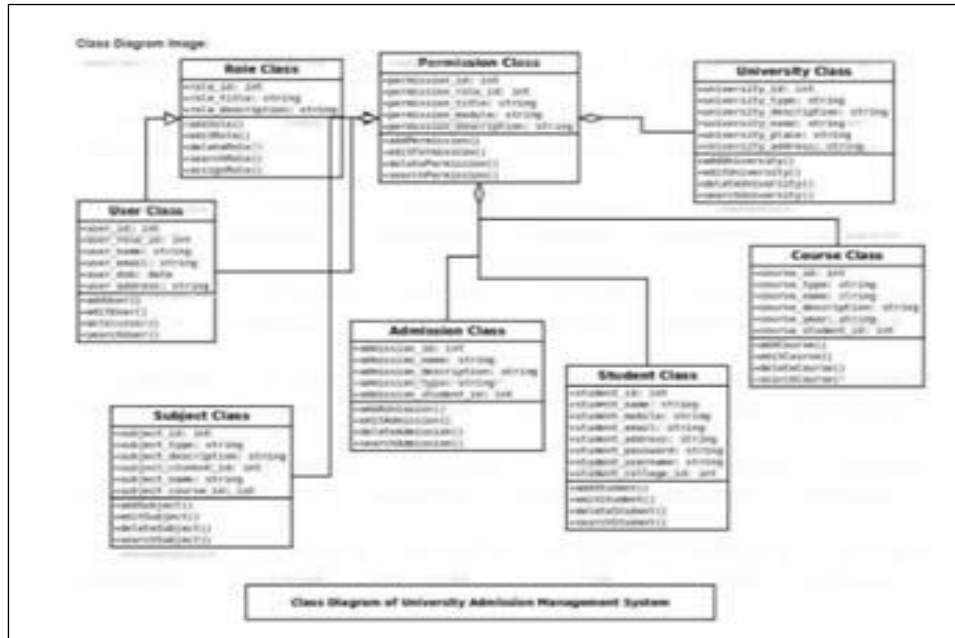 Class Diagram Image:
Role Class
+role_id: int
+role_title: string
+role_description: string
+addRole()
+editRole()
+deleteRole()
+searchRole()
+assignRole()
Permission Class
+permission_id: int
+permission_role_id: int
+permission_title: string
+permission_module: string
+permission_description: string
+addPermission()
+editPermission()
+deletePermission()
+searchPermission()
University Class
+university_id: int
+university_type: string
+university_description: string
+university_name: string
+university_place: string
+university_address: string
+addUniversity()
+editUniversity()
+deleteUniversity()
+searchUniversity()
User Class
+user_id: int
+user_role_id: int
+user_name: string
+user_email: string
+user_dob: date
+user_address: string
+addUser()
+editUser()
+deleteUser()
+searchUser()
Course Class
+course_id: int
+course_type: string
+course_name: string
+course_description: string
+course_year: string
+course_student_id: int
+addCourse()
+editCourse()
+deleteCourse()
+searchCourse()
Admission Class
+admission_id: int
+admission_name: string
+admission_description: string
+admission_type: string
+admission_student_id: int
+addAdmission()
+editAdmission()
+deleteAdmission()
+searchAdmission()
Student Class
+student_id: int
+student_name: string
+student_mobile: string
+student_email: string
+student_address: string
+student_password: string
+student_username: string
+student_college_id: int
+addStudent()
+editStudent()
+deleteStudent()
+searchStudent()
Subject Class
+subject_id: int
+subject_type: string
+subject_description: string
+subject_student_id: int
+subject_name: string
+subject_course_id: int
+addSubject()
+editSubject()
+deleteSubject()
+searchSubject()
Class Diagram of University Admission Management System